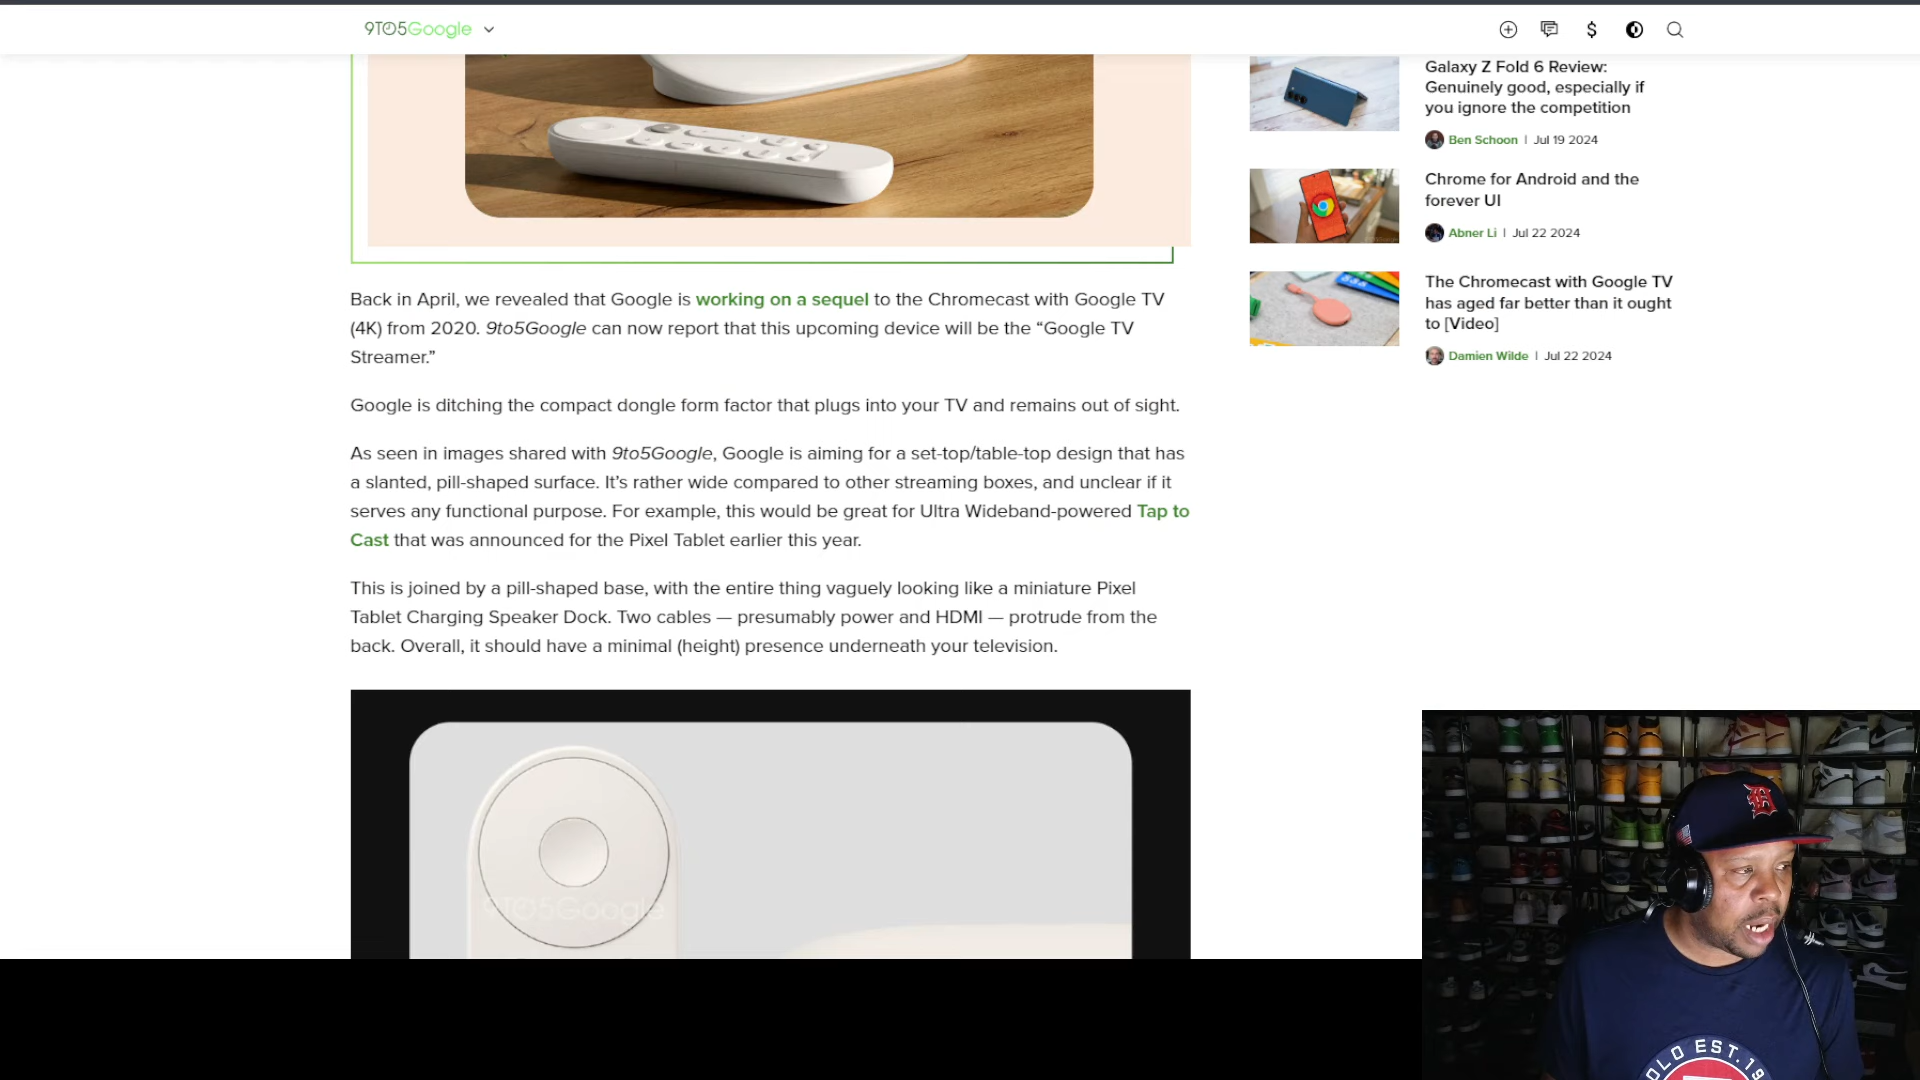 9TO5Google
Back in April, we revealed that Google is working on a sequel to the Chromecast with Google TV
(4K) from 2020. 9to5Google can now report that this upcoming device will be the “Google TV
Streamer.”
Google is ditching the compact dongle form factor that plugs into your TV and remains out of sight.
As seen in images shared with 9to5Google, Google is aiming for a set-top/table-top design that has
a slanted, pill-shaped surface. It’s rather wide compared to other streaming boxes, and unclear if it
serves any functional purpose. For example, this would be great for Ultra Wideband-powered Tap to
Cast that was announced for the Pixel Tablet earlier this year.
This is joined by a pill-shaped base, with the entire thing vaguely looking like a miniature Pixel
Tablet Charging Speaker Dock. Two cables — presumably power and HDMI — protrude from the
back. Overall, it should have a minimal (height) presence underneath your television.
9TO5Google
Galaxy Z Fold 6 Review:
Genuinely good, especially if
you ignore the competition
Ben Schoon | Jul 19 2024
Chrome for Android and the
forever UI
Abner Li | Jul 22 2024
The Chromecast with Google TV
has aged far better than it ought
to [Video]
Damien Wilde | Jul 22 2024
OLO EST. 19